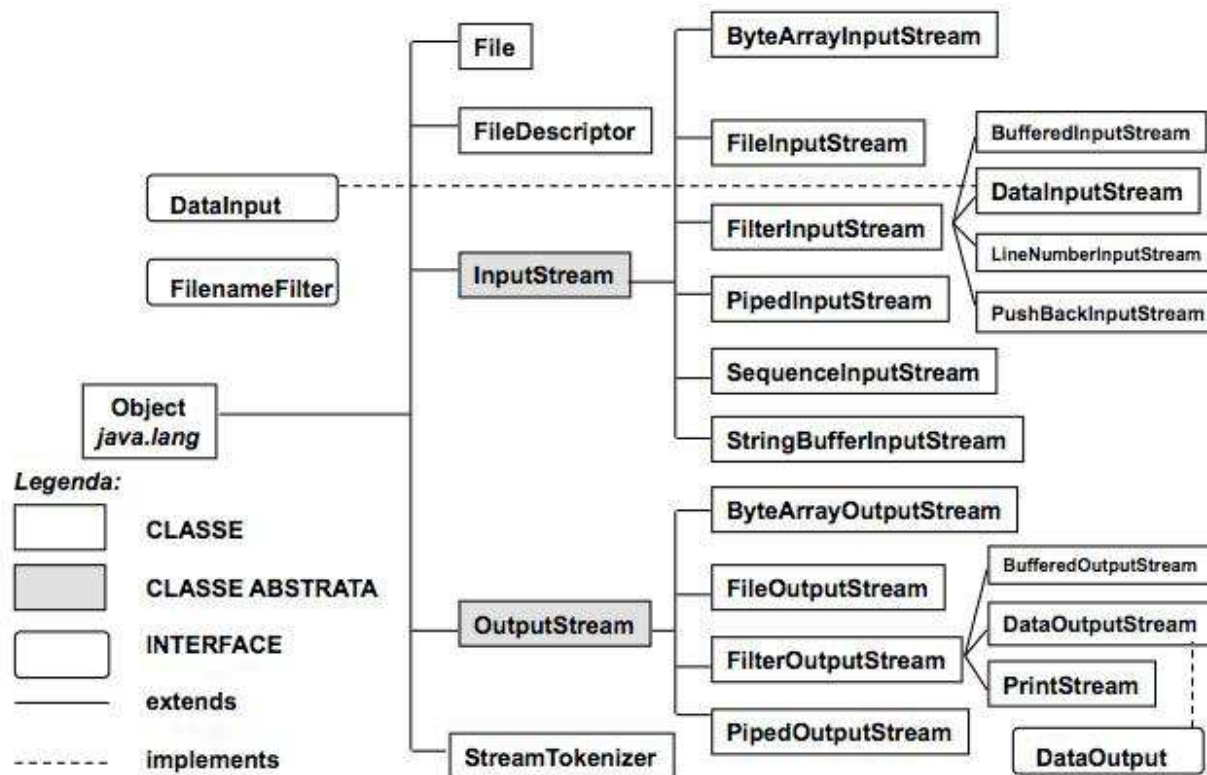 File
ByteArrayInputStream
FileDescriptor
FileInputStream
BufferedInputStream
DataInput
DataInputStream
FilterInputStream
LineNumberInputStream
FilenameFilter
InputStream
PipedInputStream
PushBackInputStream
SequenceInputStream
Object
java.lang
StringBufferInputStream
Legenda:
ByteArrayOutputStream
CLASSE
BufferedOutputStream
CLASSE ABSTRATA
FileOutputStream
OutputStream
DataOutputStream
INTERFACE
FilterOutputStream
PrintStream
extends
PipedOutputStream
StreamTokenizer
DataOutput
implements